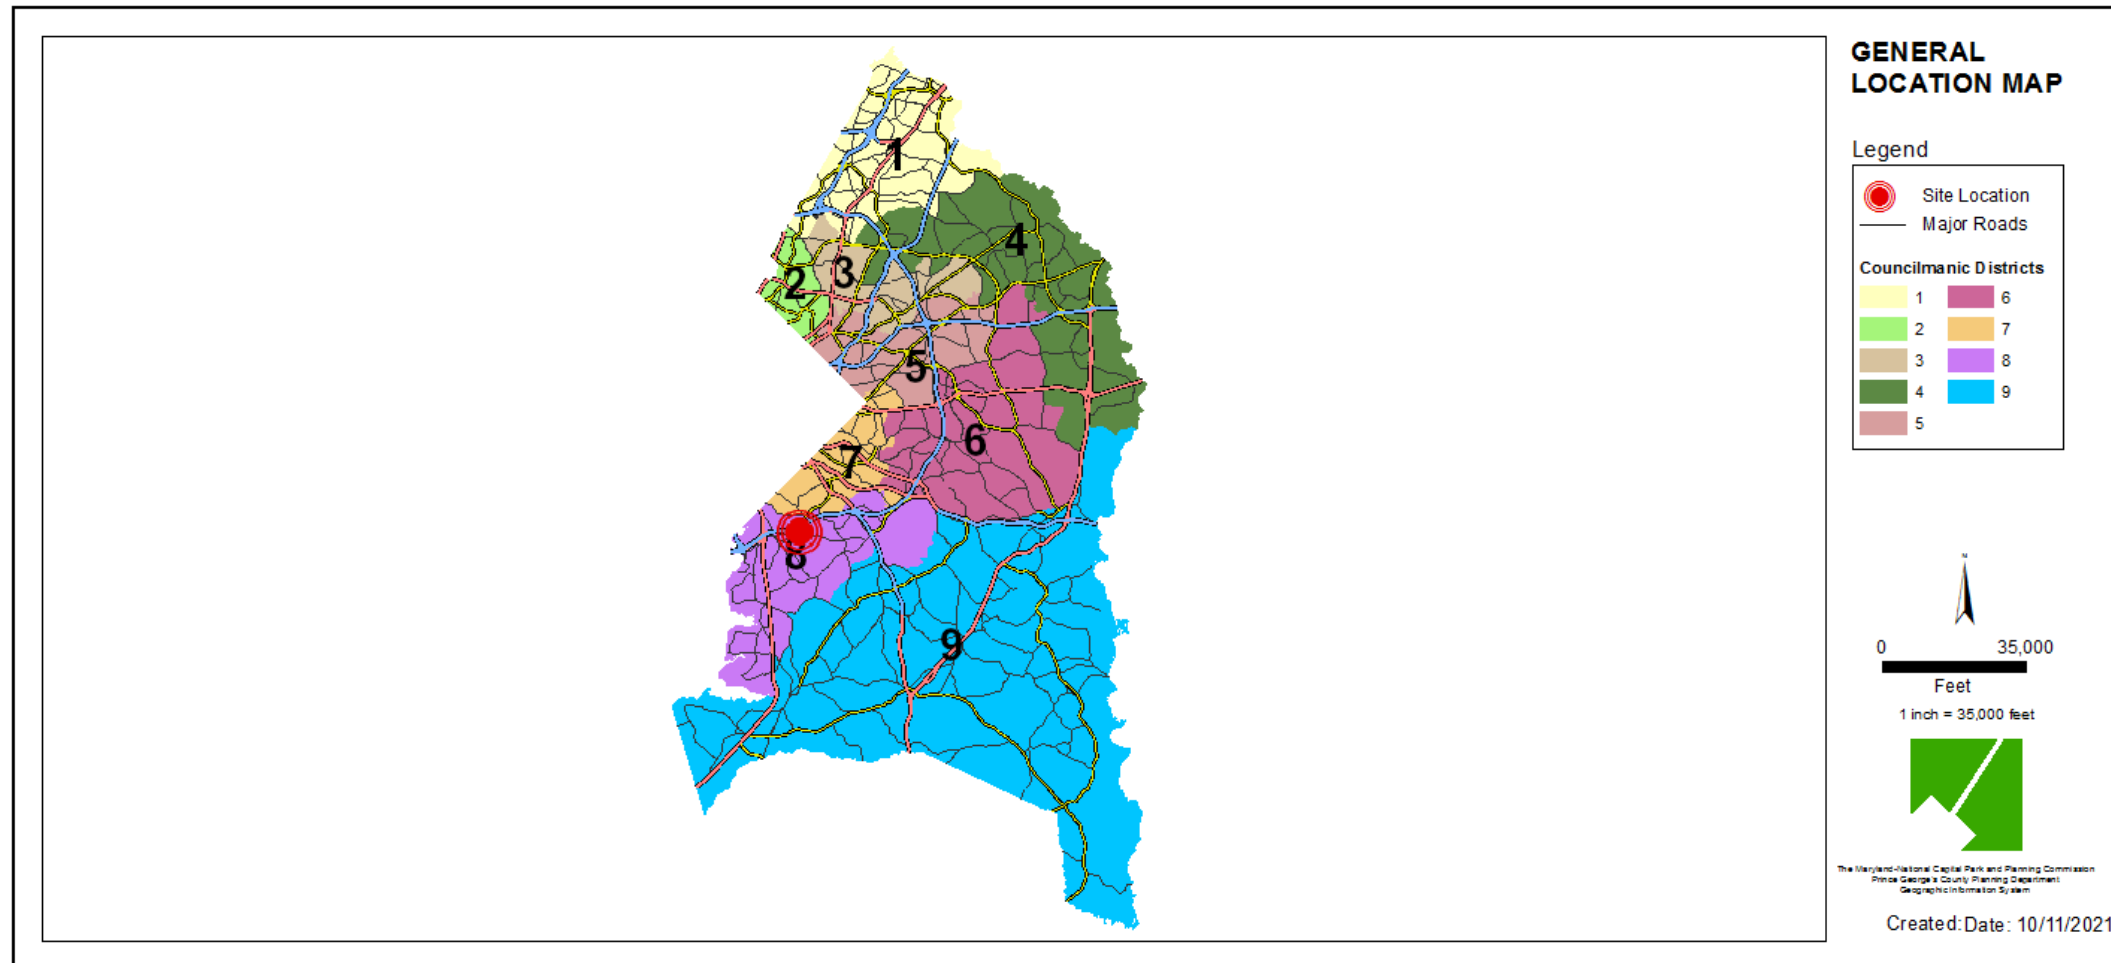 GENERAL
LOCATION MAP
Legend
Site Location
Major Roads
Councilmanic Districts
1 6
2 7
3 8
4 9
5
1
4
3
2
5
6
7
8
9
N
0 35,000
Feet
1 inch = 35,000 feet
The Maryland-National Capital Park and Planning Commission
Prince George's County Planning Department
Geographic Information System
Created: Date: 10/11/2021